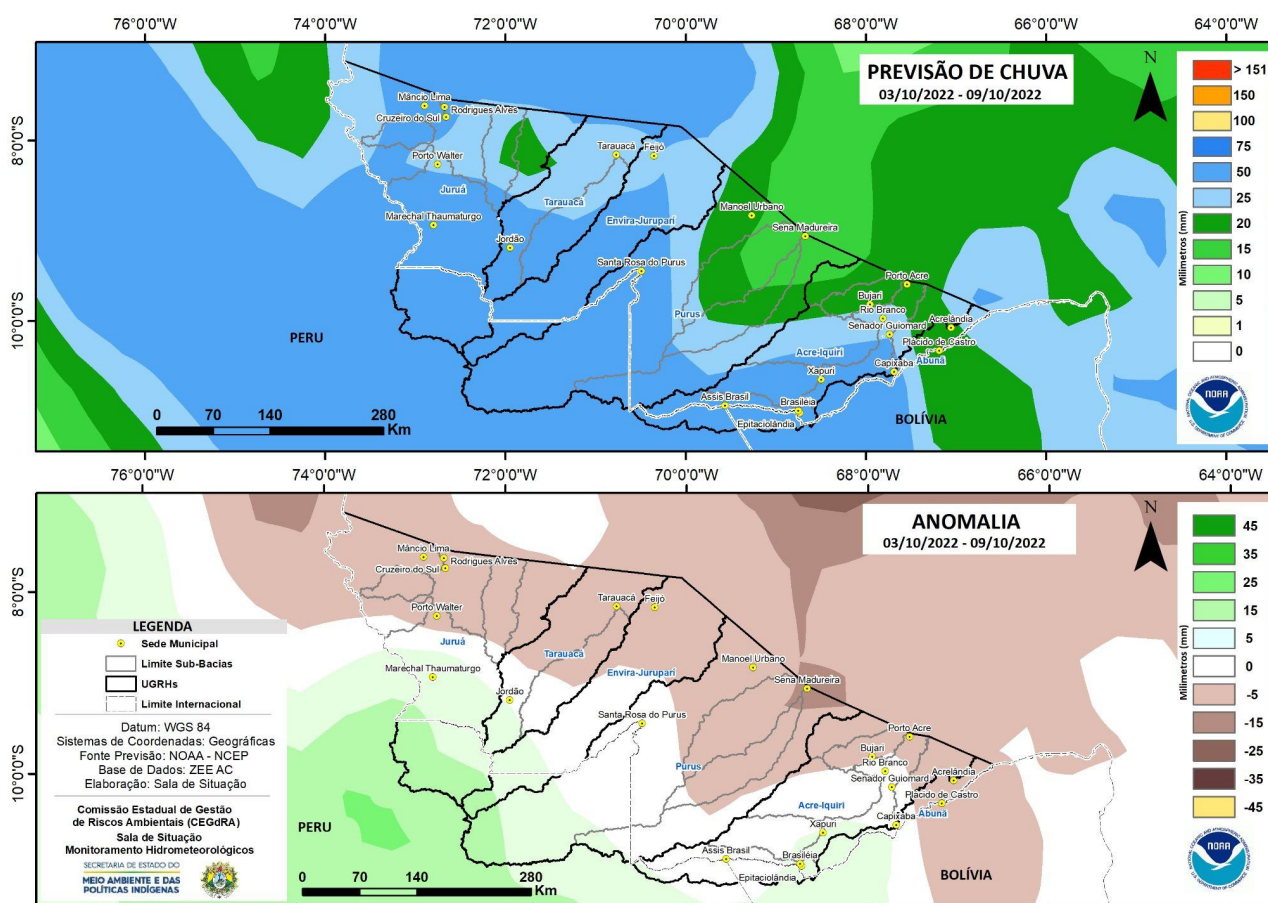 76°0'0"W
74°0'0"W
72°0'0"W
70°0'0"W
68°0'0"W
66°0'0"W
64°0'0"W
PREVISÃO DE CHUVA
03/10/2022 - 09/10/2022
N
8°0'0"S
10°0'0"S
Mâncio Lima
Rodrigues Alves
Cruzeiro do Sul
Porto Walter
Juruá
Tarauacá
Feijó
Tarauacá
Marechal Thaumaturgo
Jordão
Envira-Jurupari
Manoel Urbano
Sena Madureira
Santa Rosa do Purus
Purus
Porto Acre
Bujari
Rio Branco
Senador Guiomard
Acrelândia
Plácido de Castro
Abunã
Acre-Iquiri
Capixaba
Xapuri
Assis Brasil
Brasiléia
Epitaciolândia
PERU
BOLÍVIA
0 70 140 280
Km
Milímetros (mm)
> 151
150
100
75
50
25
20
15
10
5
1
0
NOAA
76°0'0"W
74°0'0"W
72°0'0"W
70°0'0"W
68°0'0"W
66°0'0"W
64°0'0"W
ANOMALIA
03/10/2022 - 09/10/2022
N
8°0'0"S
10°0'0"S
Mâncio Lima
Rodrigues Alves
Cruzeiro do Sul
Porto Walter
Juruá
Tarauacá
Feijó
Tarauacá
Marechal Thaumaturgo
Jordão
Envira-Jurupari
Manoel Urbano
Sena Madureira
Santa Rosa do Purus
Purus
Porto Acre
Bujari
Rio Branco
Senador Guiomard
Acrelândia
Plácido de Castro
Abunã
Acre-Iquiri
Capixaba
Xapuri
Assis Brasil
Brasiléia
Epitaciolândia
PERU
BOLÍVIA
0 70 140 280
Km
Milímetros (mm)
45
35
25
15
5
0
-5
-15
-25
-35
-45
NOAA
LEGENDA
Sede Municipal
Limite Sub-Bacias
UGRHs
Limite Internacional
Datum: WGS 84
Sistemas de Coordenadas: Geográficas
Fonte Previsão: NOAA - NCEP
Base de Dados: ZEE AC
Elaboração: Sala de Situação
Comissão Estadual de Gestão
de Riscos Ambientais (CEGdRA)
Sala de Situação
Monitoramento Hidrometeorológicos
SECRETARIA DE ESTADO DO
MEIO AMBIENTE E DAS
POLÍTICAS INDÍGENAS